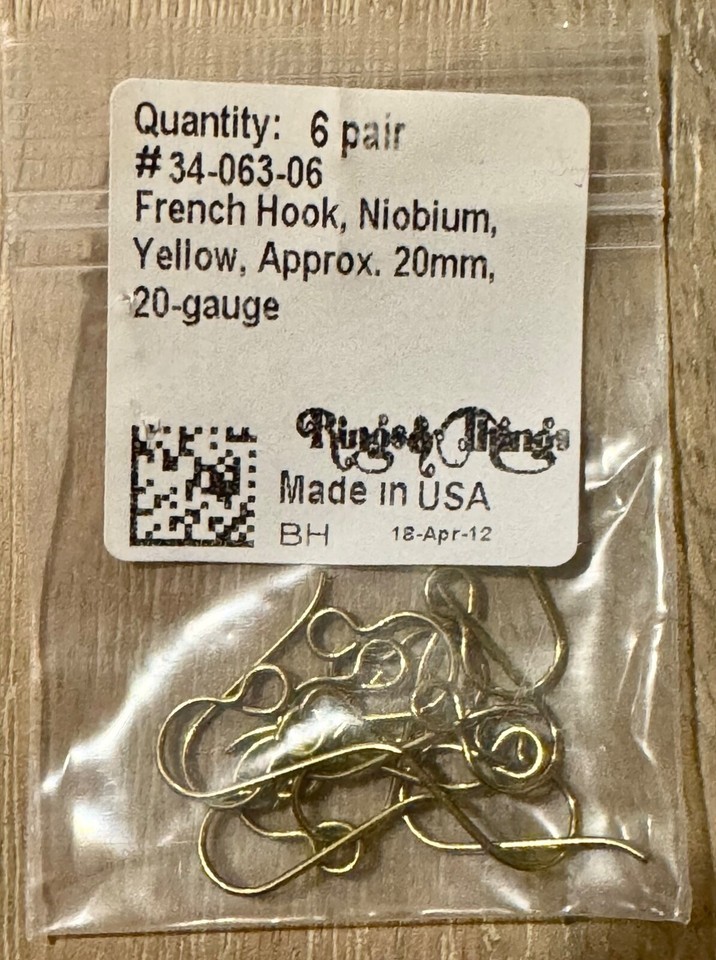 Quantity: 6 pair
# 34-063-06
French Hook, Niobium,
Yellow, Approx. 20mm,
20-gauge
Rings & Things
Made in USA
BH 18-Apr-12